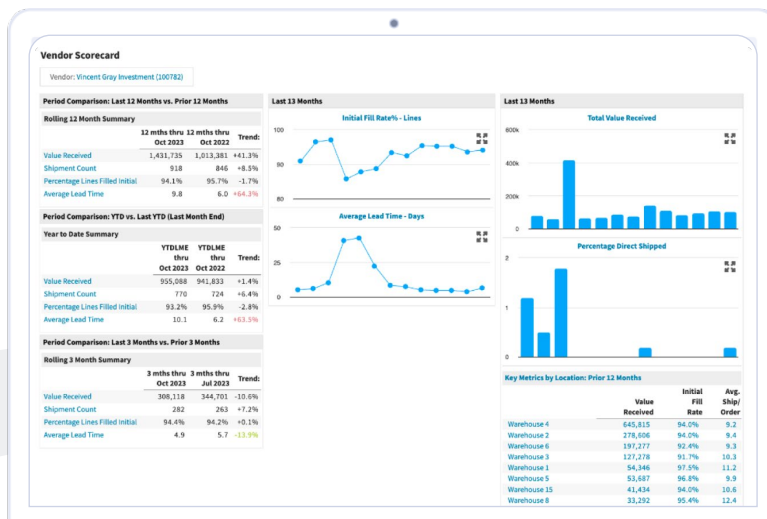 Vendor Scorecard
Vendor: Vincent Gray Investment (100782)
Period Comparison: Last 12 Months vs. Prior 12 Months
Rolling 12 Month Summary
12 mths thru Oct 2023 12 mths thru Oct 2022 Trend:
Value Received 1,431,735 1,013,381 +41.3%
Shipment Count 918 846 +8.5%
Percentage Lines Filled Initial 94.1% 95.7% -1.7%
Average Lead Time 9.8 6.0 +64.3%
Period Comparison: YTD vs. Last YTD (Last Month End)
Year to Date Summary
YTDLME thru Oct 2023 YTDLME thru Oct 2022 Trend:
Value Received 955,088 941,833 +1.4%
Shipment Count 770 724 +6.4%
Percentage Lines Filled Initial 93.2% 95.9% -2.8%
Average Lead Time 10.1 6.2 +63.5%
Period Comparison: Last 3 Months vs. Prior 3 Months
Rolling 3 Month Summary
3 mths thru Oct 2023 3 mths thru Jul 2023 Trend:
Value Received 308,118 344,701 -10.6%
Shipment Count 282 263 +7.2%
Percentage Lines Filled Initial 94.4% 94.2% +0.1%
Average Lead Time 4.9 5.7 -13.9%
Last 13 Months
Initial Fill Rate% - Lines
100
90
80
Average Lead Time - Days
50
25
0
Last 13 Months
Total Value Received
600k
400k
200k
0
Percentage Direct Shipped
2
1
0
Key Metrics by Location: Prior 12 Months
Value Received Initial Fill Rate Avg. Ship/ Order
Warehouse 4 645,815 94.0% 9.2
Warehouse 2 278,606 94.0% 9.4
Warehouse 6 197,277 92.4% 9.3
Warehouse 3 127,278 91.7% 10.3
Warehouse 1 54,346 97.5% 11.2
Warehouse 5 53,687 96.8% 9.9
Warehouse 15 41,434 94.0% 10.6
Warehouse 8 33,292 95.4% 12.4